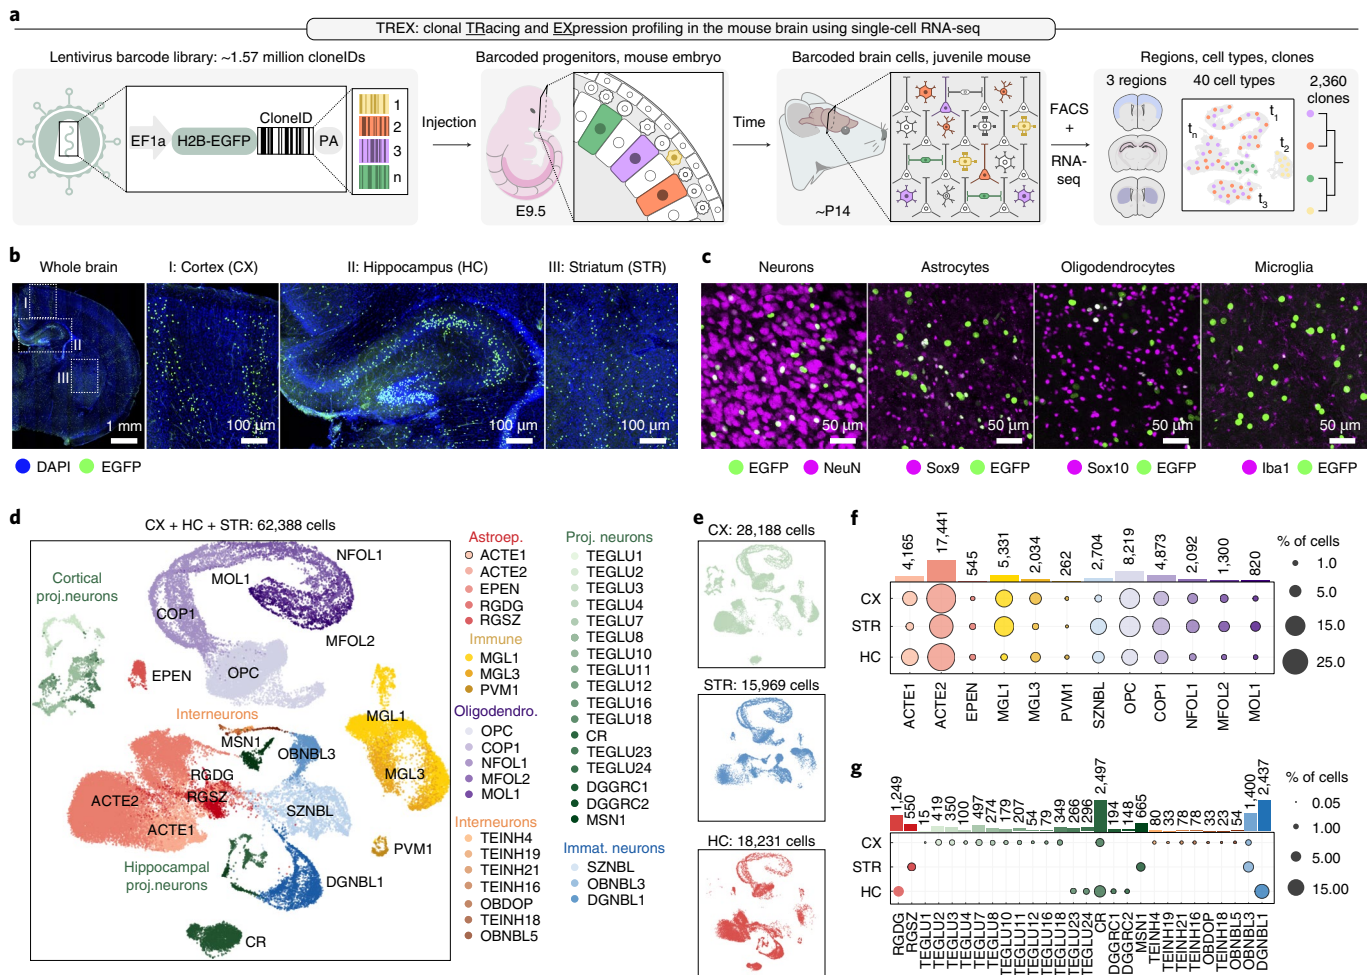 a
TREX: clonal TRacing and EXpression profiling in the mouse brain using single-cell RNA-seq
Lentivirus barcode library: ~1.57 million cloneIDs
Barcoded progenitors, mouse embryo
Barcoded brain cells, juvenile mouse
Regions, cell types, clones
3 regions
40 cell types
2,360
clones
EF1a
H2B-EGFP
CloneID
PA
1
2
3
n
Injection
E9.5
Time
~P14
FACS
+
RNA-
seq
t1
t2
t3
tn
b
Whole brain
I: Cortex (CX)
II: Hippocampus (HC)
III: Striatum (STR)
I
II
III
1 mm
100 µm
100 µm
100 µm
DAPI
EGFP
c
Neurons
Astrocytes
Oligodendrocytes
Microglia
50 µm
50 µm
50 µm
50 µm
EGFP
NeuN
Sox9
EGFP
Sox10
EGFP
Iba1
EGFP
d
CX + HC + STR: 62,388 cells
Cortical
proj.neurons
NFOL1
MOL1
COP1
MFOL2
OPC
EPEN
Interneurons
MSN1
OBNBL3
MGL1
MGL3
RGDG
RGSZ
ACTE2
ACTE1
SZNBL
PVM1
Hippocampal
proj.neurons
DGNBL1
CR
Astroep.
ACTE1
ACTE2
EPEN
RGDG
RGSZ
Immune
MGL1
MGL3
PVM1
Oligodendro.
OPC
COP1
NFOL1
MFOL2
MOL1
Interneurons
TEINH4
TEINH19
TEINH21
TEINH16
OBDOP
TEINH18
OBNBL5
Proj. neurons
TEGLU1
TEGLU2
TEGLU3
TEGLU4
TEGLU7
TEGLU8
TEGLU10
TEGLU11
TEGLU12
TEGLU16
TEGLU18
CR
TEGLU23
TEGLU24
DGGRC1
DGGRC2
MSN1
Immat. neurons
SZNBL
OBNBL3
DGNBL1
e
CX: 28,188 cells
STR: 15,969 cells
HC: 18,231 cells
f
4,165
17,441
545
5,331
2,034
262
2,704
8,219
4,873
2,092
1,300
820
CX
STR
HC
ACTE1
ACTE2
EPEN
MGL1
MGL3
PVM1
SZNBL
OPC
COP1
NFOL1
MFOL2
MOL1
% of cells
1.0
5.0
15.0
25.0
g
1,249
550
15
419
350
100
497
274
179
207
54
79
349
266
296
2,497
194
148
665
80
33
78
78
33
23
54
1,400
2,437
CX
STR
HC
RGDG
RGSZ
TEGLU1
TEGLU2
TEGLU3
TEGLU4
TEGLU7
TEGLU8
TEGLU10
TEGLU11
TEGLU12
TEGLU16
TEGLU18
TEGLU23
TEGLU24
CR
DGGRC1
DGGRC2
MSN1
TEINH4
TEINH19
TEINH21
TEINH16
OBDOP
TEINH18
OBNBL5
OBNBL3
DGNBL1
% of cells
0.05
1.00
5.00
15.00